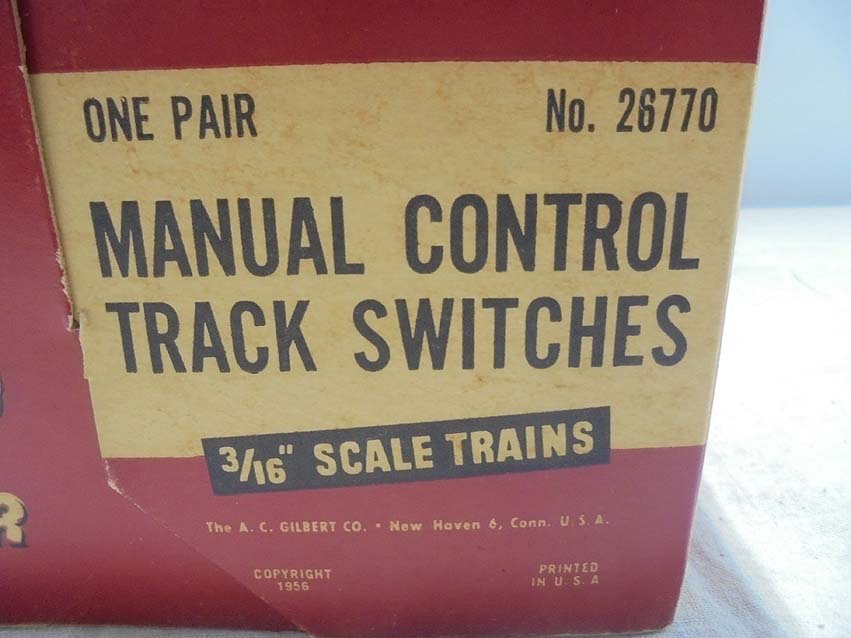 ONE PAIR No. 26770
MANUAL CONTROL
TRACK SWITCHES
3/16" SCALE TRAINS
The A. C. GILBERT CO. • New Haven 6, Conn. U. S. A.
COPYRIGHT
1956
PRINTED
IN U. S. A
R